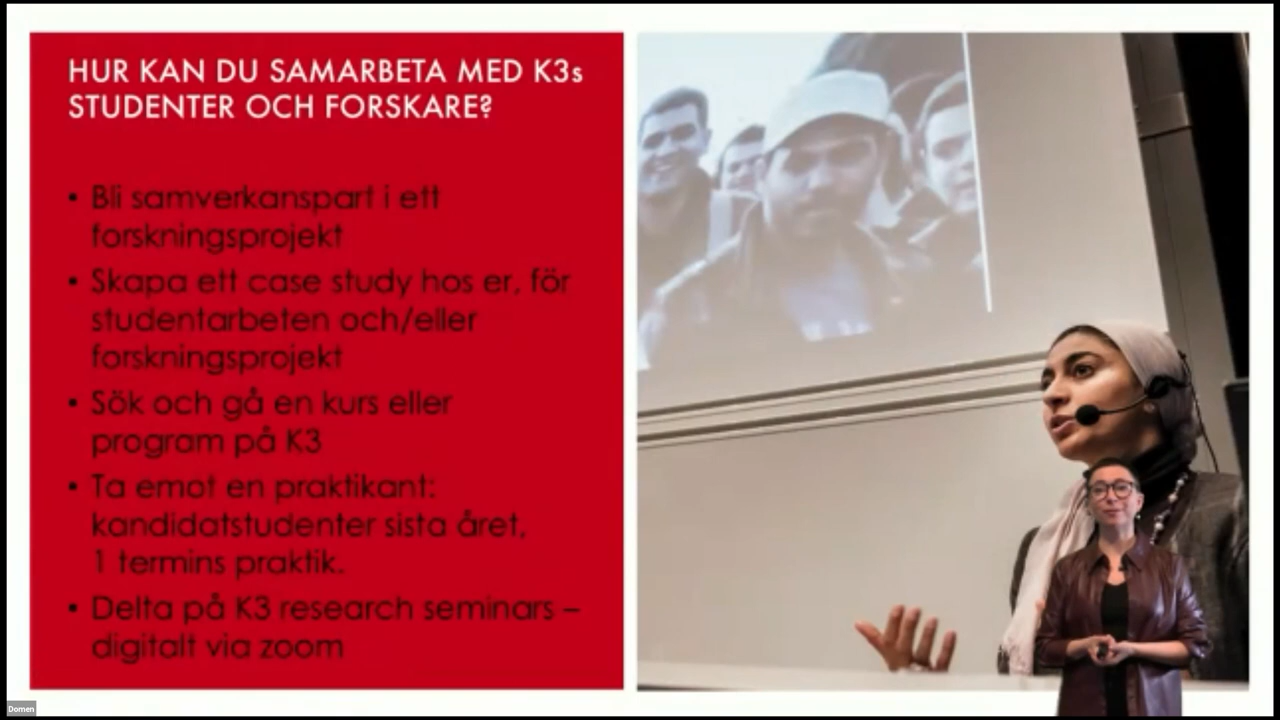 HUR KAN DU SAMARBETA MED K3s
STUDENTER OCH FORSKARE?
• Bli samverkanspart i ett
forskningsprojekt
• Skapa ett case study hos er, för
studentarbeten och/eller
forskningsprojekt
• Sök och gå en kurs eller
program på K3
• Ta emot en praktikant:
kandidatstudenter sista året,
1 termins praktik.
• Delta på K3 research seminars –
digitalt via zoom
Domen